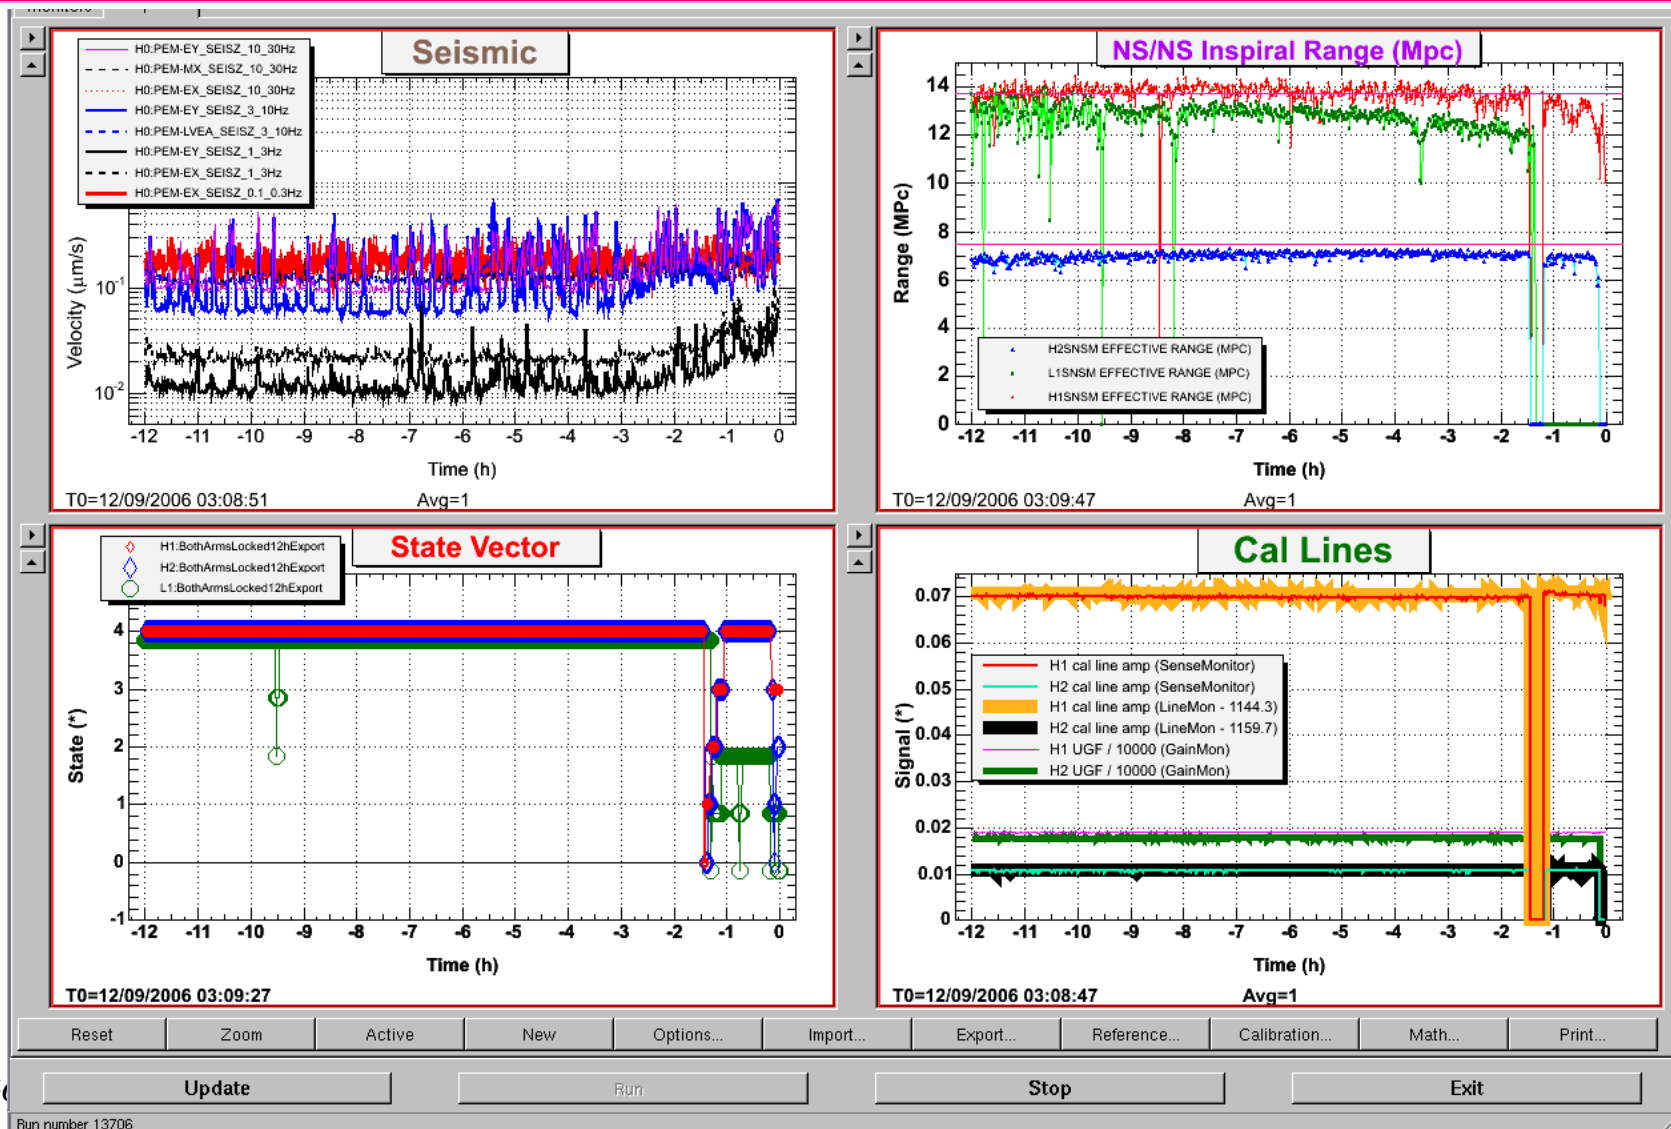 monitors
Seismic
H0:PEM-EY_SEISZ_10_30Hz
H0:PEM-MX_SEISZ_10_30Hz
H0:PEM-EX_SEISZ_10_30Hz
H0:PEM-EY_SEISZ_3_10Hz
H0:PEM-LVEA_SEISZ_3_10Hz
H0:PEM-EY_SEISZ_1_3Hz
H0:PEM-EX_SEISZ_1_3Hz
H0:PEM-EX_SEISZ_0.1_0.3Hz
Velocity (μm/s)
10-1
10-2
-12 -11 -10 -9 -8 -7 -6 -5 -4 -3 -2 -1 0
Time (h)
T0=12/09/2006 03:08:51 Avg=1
NS/NS Inspiral Range (Mpc)
Range (MPc)
14
12
10
8
6
4
2
0
H2SNSM EFFECTIVE RANGE (MPC)
L1SNSM EFFECTIVE RANGE (MPC)
H1SNSM EFFECTIVE RANGE (MPC)
-12 -11 -10 -9 -8 -7 -6 -5 -4 -3 -2 -1 0
Time (h)
T0=12/09/2006 03:09:47 Avg=1
State Vector
H1:BothArmsLocked12hExport
H2:BothArmsLocked12hExport
L1:BothArmsLocked12hExport
State (*)
4
3
2
1
0
-1
-12 -11 -10 -9 -8 -7 -6 -5 -4 -3 -2 -1 0
Time (h)
T0=12/09/2006 03:09:27
Cal Lines
Signal (*)
0.07
0.06
0.05
0.04
0.03
0.02
0.01
0
H1 cal line amp (SenseMonitor)
H2 cal line amp (SenseMonitor)
H1 cal line amp (LineMon - 1144.3)
H2 cal line amp (LineMon - 1159.7)
H1 UGF / 10000 (GainMon)
H2 UGF / 10000 (GainMon)
-12 -11 -10 -9 -8 -7 -6 -5 -4 -3 -2 -1 0
Time (h)
T0=12/09/2006 03:08:47 Avg=1
Reset Zoom Active New Options... Import... Export... Reference... Calibration... Math... Print...
Update Run Stop Exit
Run number 13706